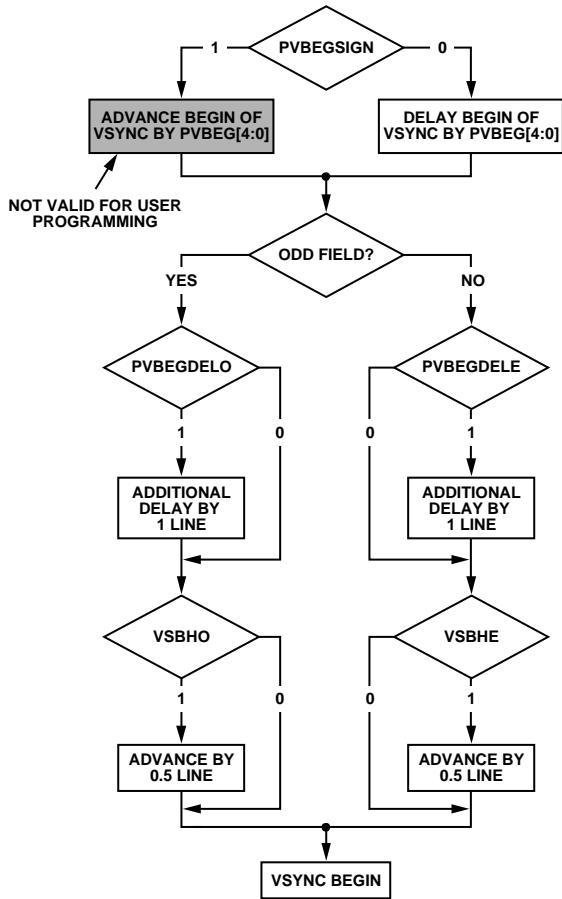 PVBEGSIGN
1
0
ADVANCE BEGIN OF
VSYNC BY PVBEG[4:0]
DELAY BEGIN OF
VSYNC BY PVBEG[4:0]
NOT VALID FOR USER
PROGRAMMING
ODD FIELD?
YES
NO
PVBEGDELO
PVBEGDELE
1
0
0
1
ADDITIONAL
DELAY BY
1 LINE
ADDITIONAL
DELAY BY
1 LINE
VSBHO
VSBHE
1
0
0
1
ADVANCE BY
0.5 LINE
ADVANCE BY
0.5 LINE
VSYNC BEGIN